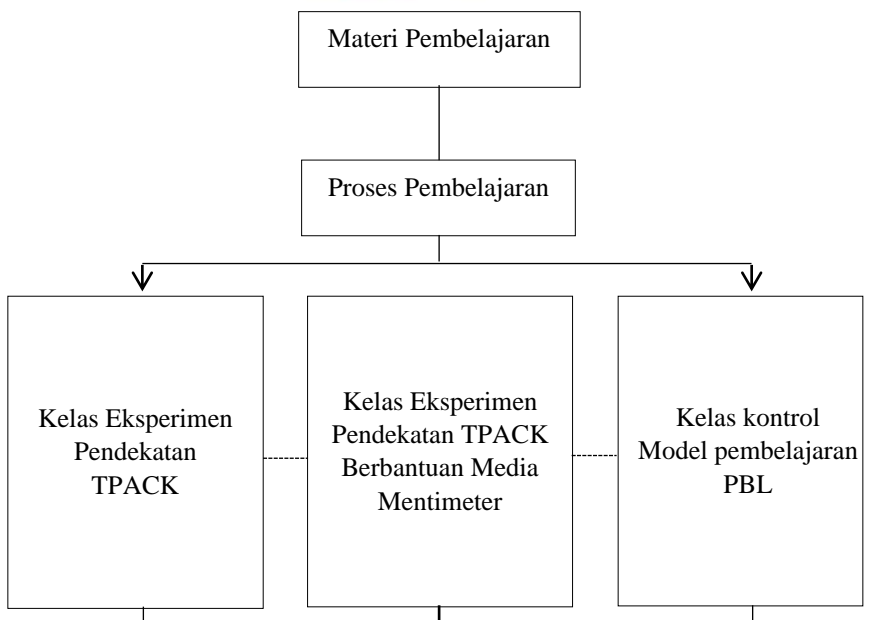 Materi Pembelajaran
Proses Pembelajaran
Kelas Eksperimen
Pendekatan
TPACK
Kelas Eksperimen
Pendekatan TPACK
Berbantuan Media
Mentimeter
Kelas kontrol
Model pembelajaran
PBL